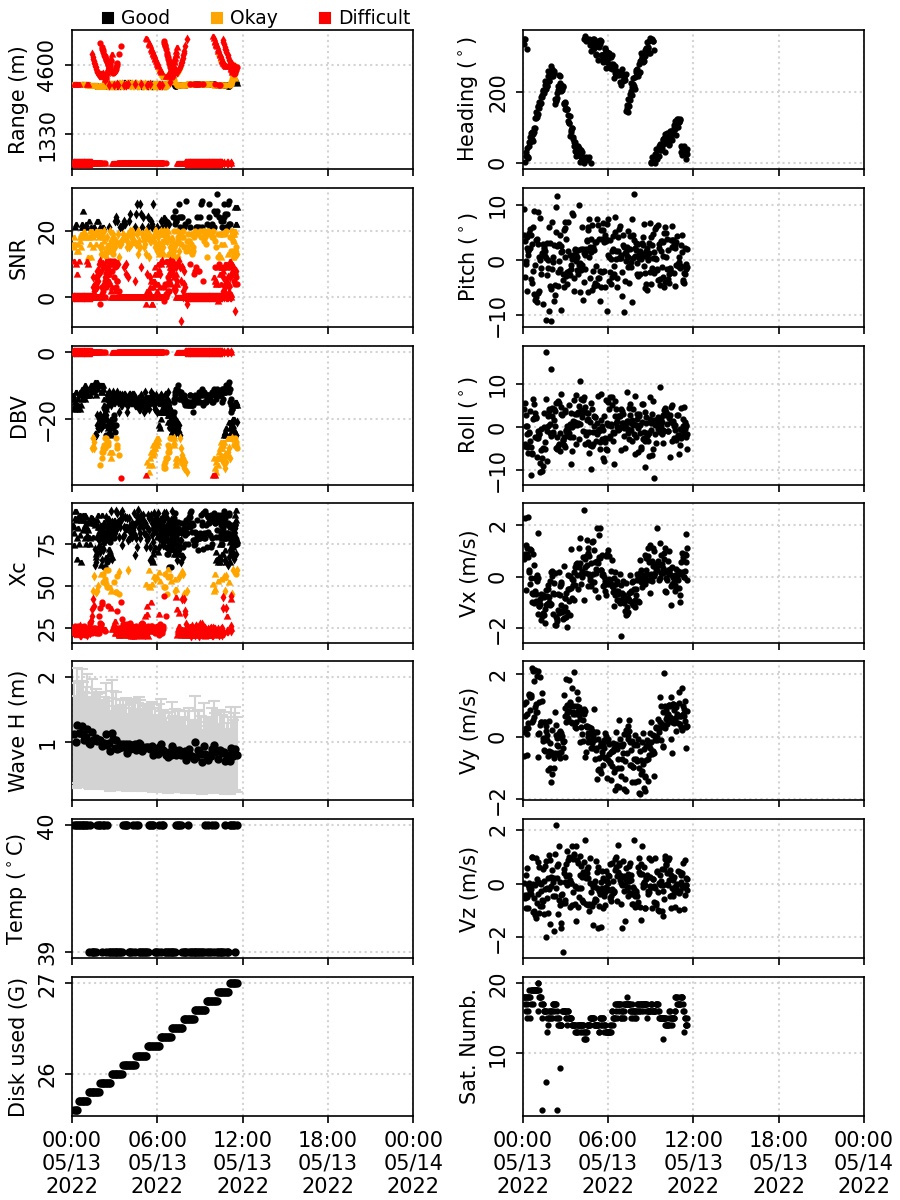 Good Okay Difficult
Range (m)
4600
1330
Heading (°)
200
0
SNR
20
0
Pitch (°)
10
0
−10
DBV
0
−20
Roll (°)
10
0
−10
Xc
75
50
25
Vx (m/s)
2
0
−2
Wave H (m)
2
1
Vy (m/s)
2
0
−2
Temp (°C)
40
39
Vz (m/s)
2
0
−2
Disk used (G)
27
26
Sat. Numb.
20
10
00:00 06:00 12:00 18:00 00:00
05/13 05/13 05/13 05/13 05/14
2022 2022 2022 2022 2022
00:00 06:00 12:00 18:00 00:00
05/13 05/13 05/13 05/13 05/14
2022 2022 2022 2022 2022